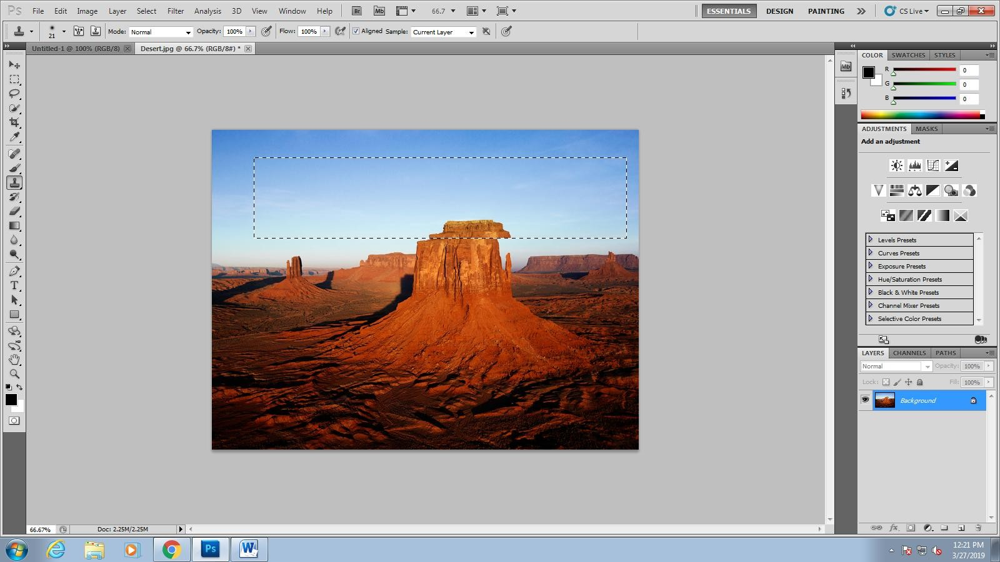 Ps File Edit Image Layer Select Filter Analysis 3D View Window Help Br Mb 66.7 ESSENTIALS DESIGN PAINTING CS Live
21 Mode: Normal Opacity: 100% Flow: 100% Aligned Sample: Current Layer
Untitled-1 @ 100% (RGB/8) Desert.jpg @ 66.7% (RGB/8#) *
COLOR SWATCHES STYLES
Mb
R 0
G 0
B 0
ADJUSTMENTS MASKS
Add an adjustment
Levels Presets
Curves Presets
Exposure Presets
Hue/Saturation Presets
Black & White Presets
Channel Mixer Presets
Selective Color Presets
LAYERS CHANNELS PATHS
Normal Opacity: 100%
Lock: Fill: 100%
Background
T
66.67% Doc: 2.25M/2.25M
fx
Ps W 12:21 PM
3/27/2019